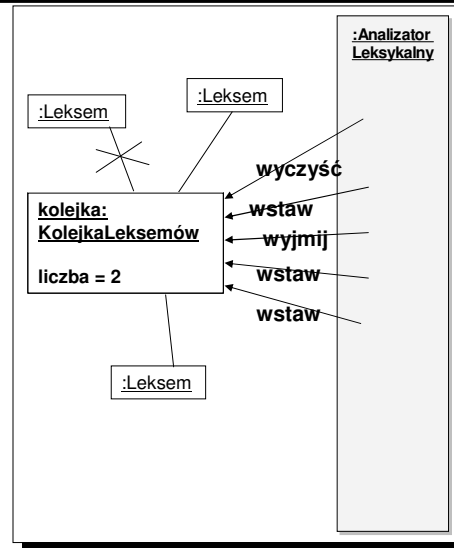 :Analizator
Leksykalny
:Leksem
:Leksem
wyczyść
wstaw
wyjmij
wstaw
wstaw
kolejka:
KolejkaLeksemów
liczba = 2
:Leksem